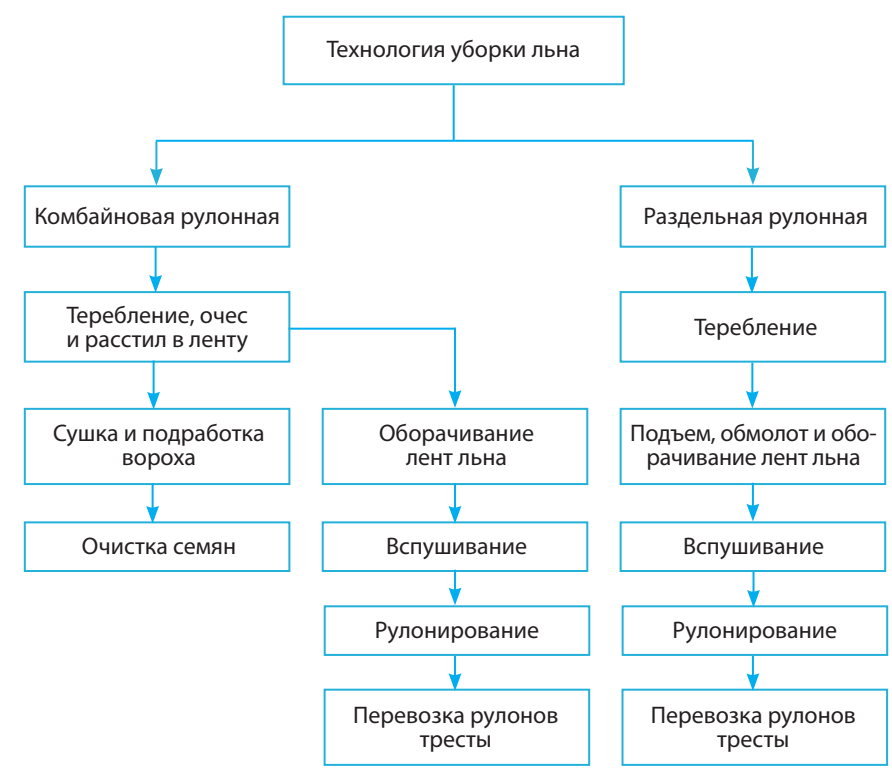 Технология уборки льна
Комбайновая рулонная
Раздельная рулонная
Теребление, очес
и расстил в ленту
Теребление
Сушка и подработка
вороха
Оборачивание
лент льна
Подъем, обмолот и обо-
рачивание лент льна
Очистка семян
Вспушивание
Вспушивание
Рулонирование
Рулонирование
Перевозка рулонов
тресты
Перевозка рулонов
тресты